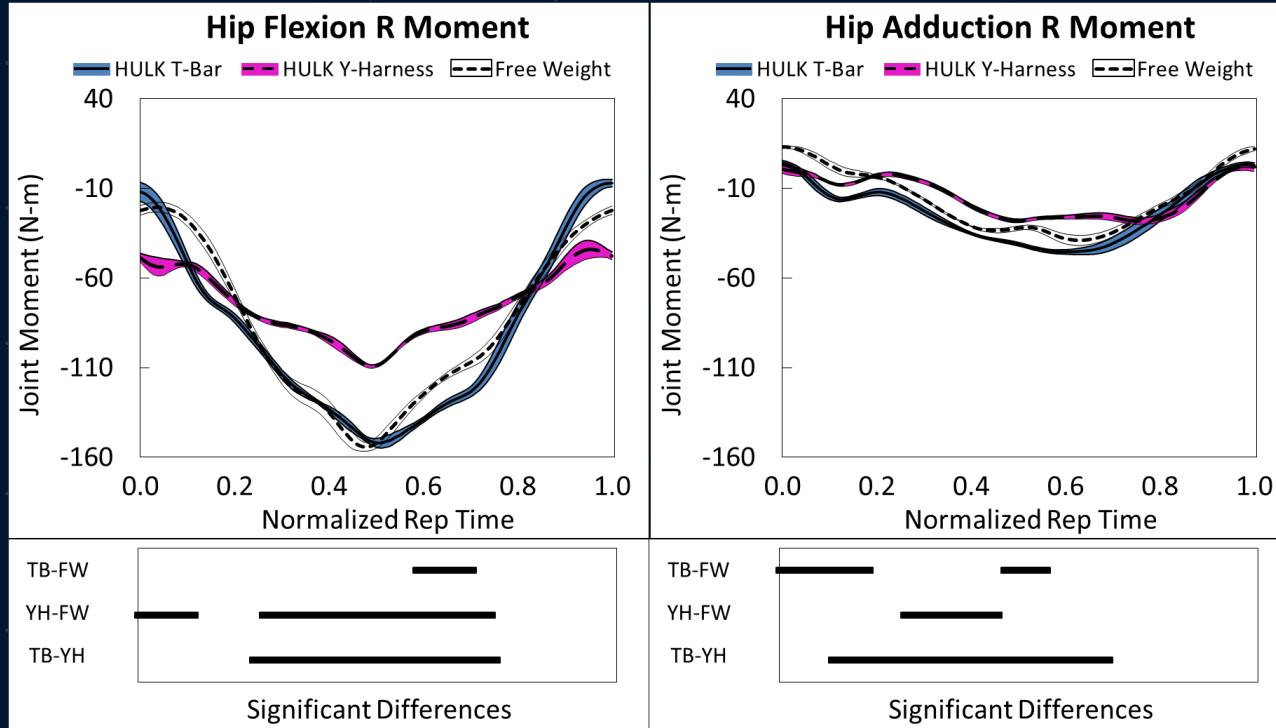 Hip Flexion R Moment
HULK T-Bar HULK Y-Harness Free Weight
40
-10
-60
-110
-160
Joint Moment (N-m)
0.0 0.2 0.4 0.6 0.8 1.0
Normalized Rep Time
TB-FW
YH-FW
TB-YH
Significant Differences
Hip Adduction R Moment
HULK T-Bar HULK Y-Harness Free Weight
40
-10
-60
-110
-160
Joint Moment (N-m)
0.0 0.2 0.4 0.6 0.8 1.0
Normalized Rep Time
TB-FW
YH-FW
TB-YH
Significant Differences